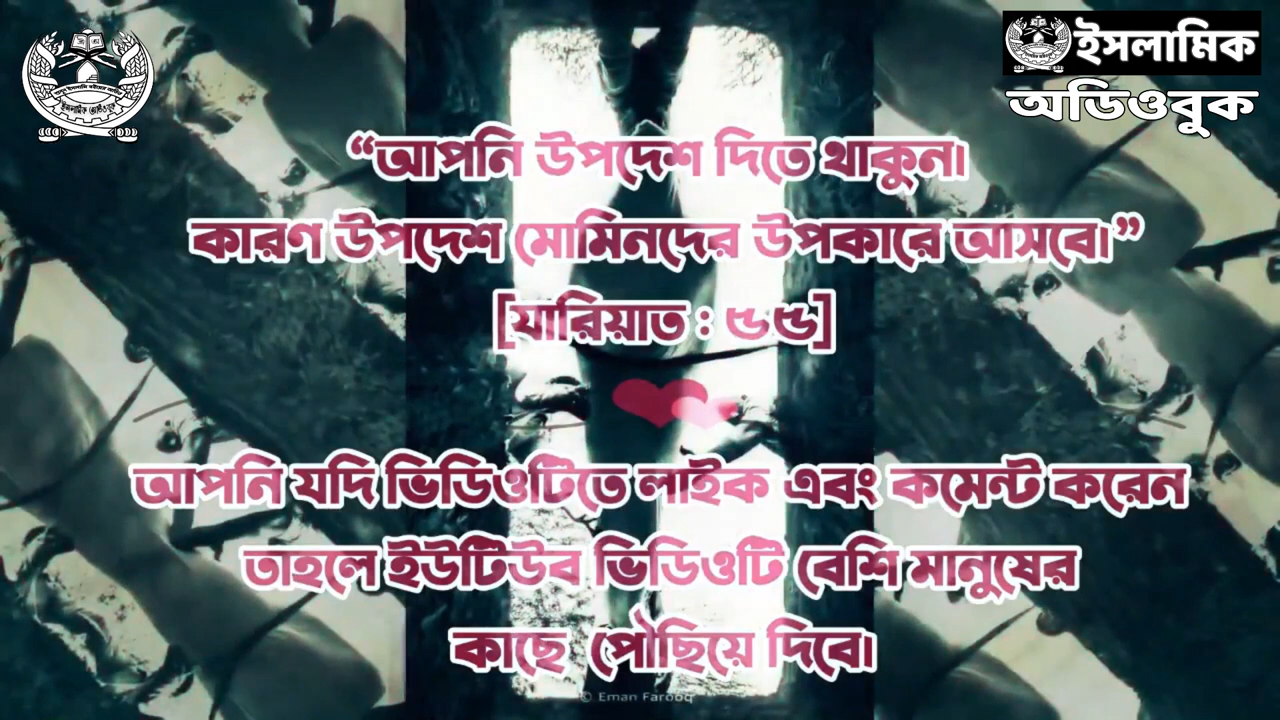 ইসলামিক
অডিওবুক
“আপনি উপদেশ দিতে থাকুন।
কারণ উপদেশ মোমিনদের উপকারে আসবে।”
[যারিয়াত : ৫৫]
আপনি যদি ভিডিওটিতে লাইক এবং কমেন্ট করেন
তাহলে ইউটিউব ভিডিওটি বেশি মানুষের
কাছে পৌছিয়ে দিবে।
© Eman Farooq